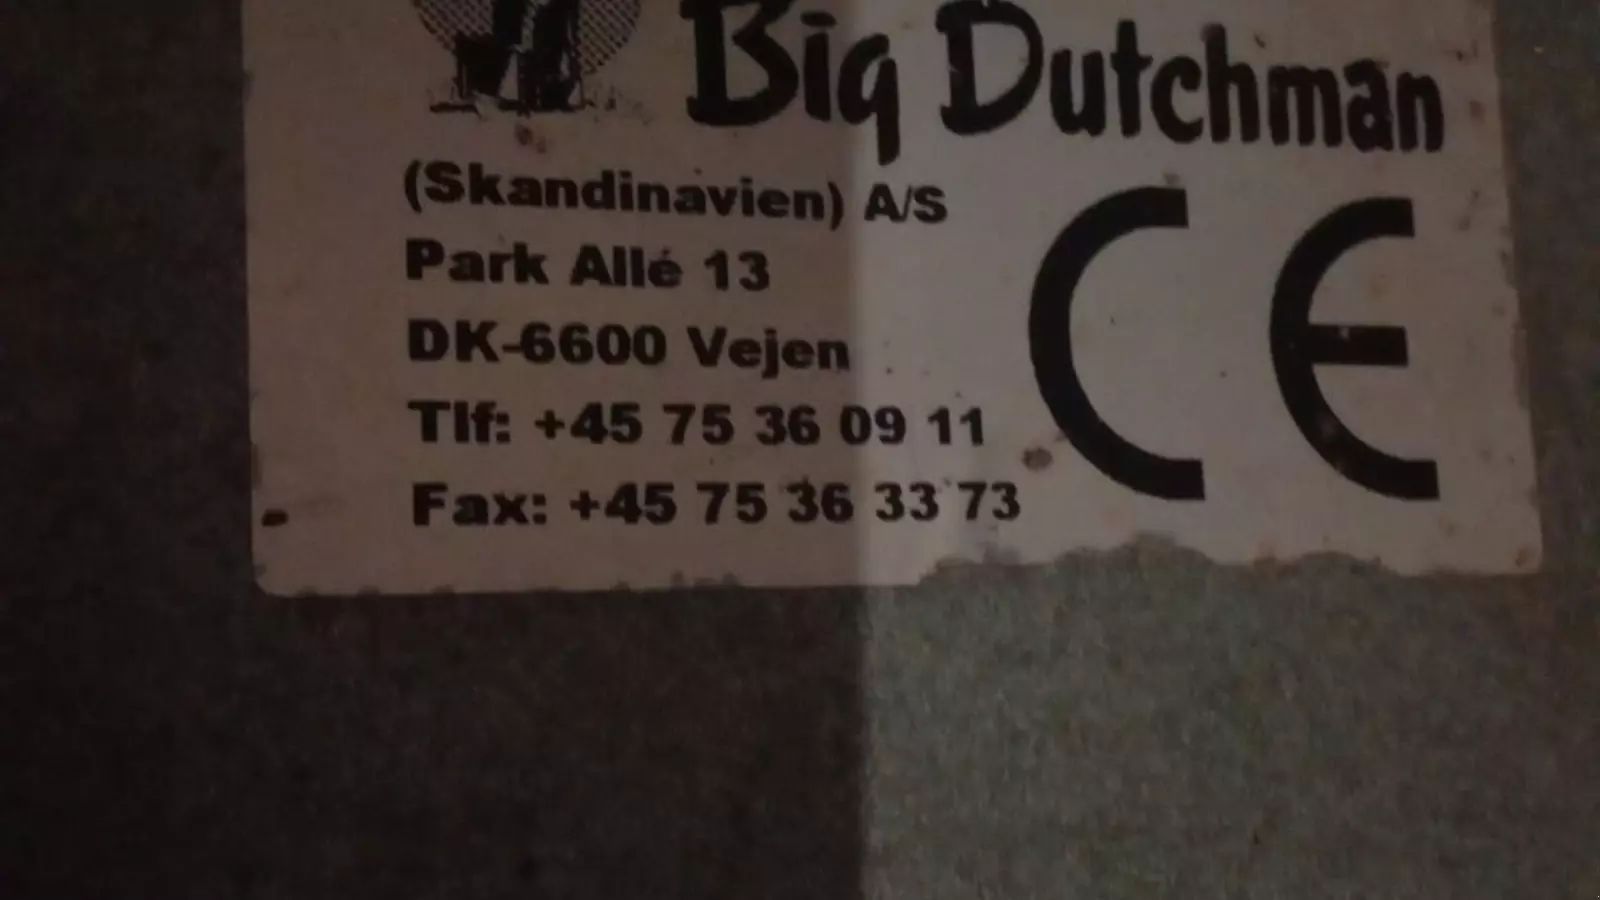 Big Dutchman
(Skandinavien) A/S
Park Allé 13
DK-6600 Vejen
Tlf: +45 75 36 09 11
Fax: +45 75 36 33 73
CE